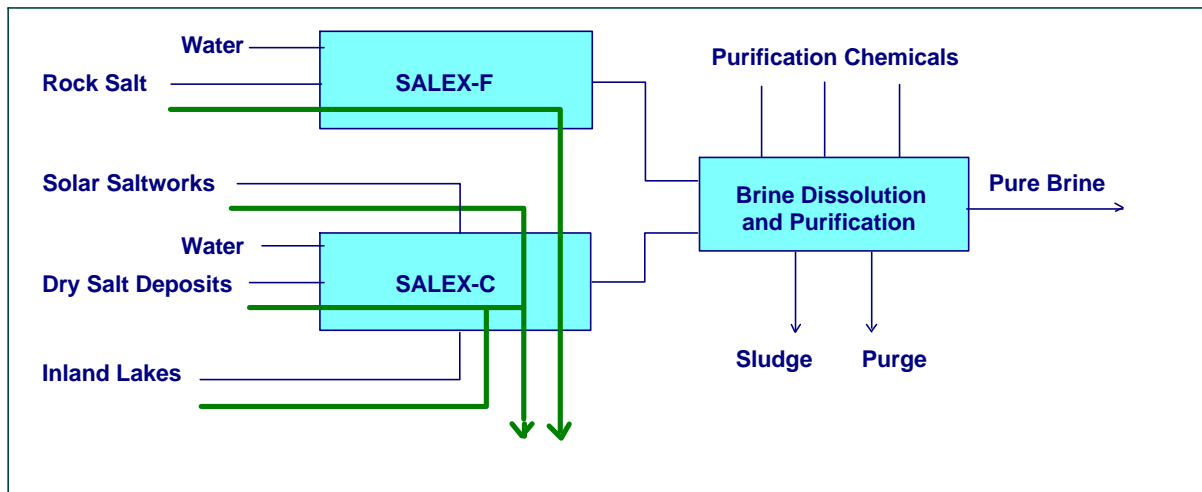 Water
Rock Salt
SALEX-F
Purification Chemicals
Solar Saltworks
Water
Dry Salt Deposits
SALEX-C
Inland Lakes
Brine Dissolution
and Purification
Pure Brine
Sludge
Purge